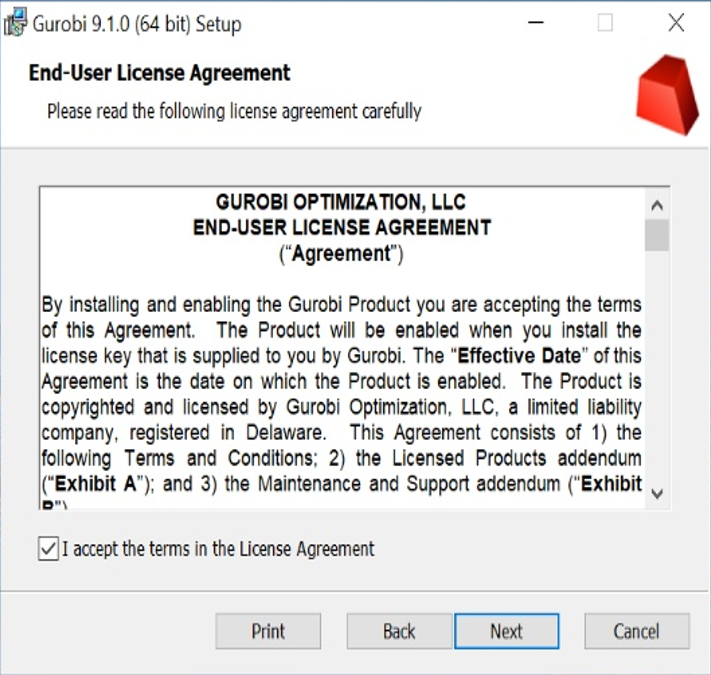 Gurobi 9.1.0 (64 bit) Setup
End-User License Agreement
Please read the following license agreement carefully
GUROBI OPTIMIZATION, LLC
END-USER LICENSE AGREEMENT
(“Agreement”)
By installing and enabling the Gurobi Product you are accepting the terms
of this Agreement.  The Product will be enabled when you install the
license key that is supplied to you by Gurobi. The “Effective Date” of this
Agreement is the date on which the Product is enabled.  The Product is
copyrighted and licensed by Gurobi Optimization, LLC, a limited liability
company, registered in Delaware.  This Agreement consists of 1) the
following Terms and Conditions; 2) the Licensed Products addendum
(“Exhibit A”); and 3) the Maintenance and Support addendum (“Exhibit
B”)
I accept the terms in the License Agreement
Print
Back
Next
Cancel